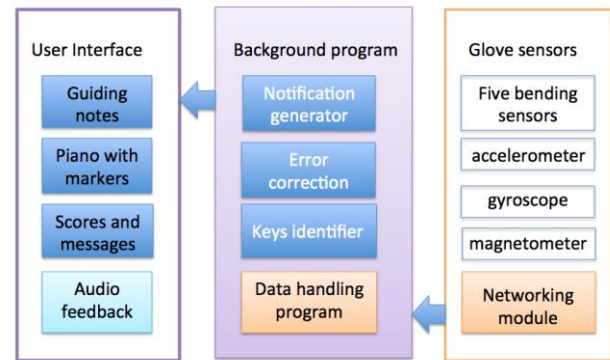 User Interface
Guiding
notes
Piano with
markers
Scores and
messages
Audio
feedback
Background program
Notification
generator
Error
correction
Keys identifier
Data handling
program
Glove sensors
Five bending
sensors
accelerometer
gyroscope
magnetometer
Networking
module